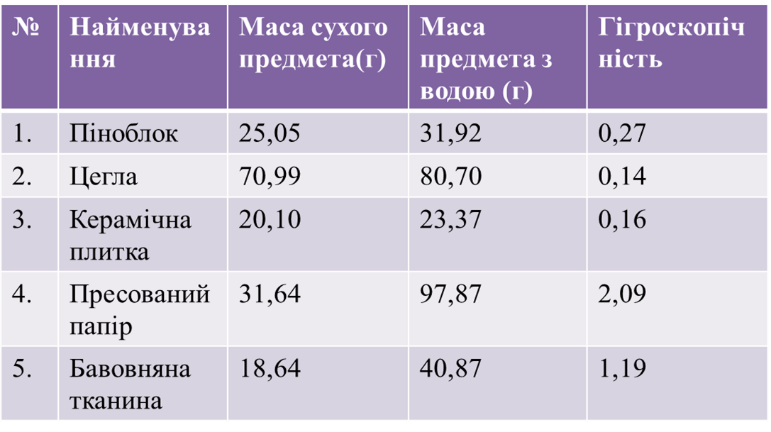 № Найменува Маса сухого Маса Гігроскопіч
ння предмета(г) предмета з ність
водою (г)
1. Піноблок 25,05 31,92 0,27
2. Цегла 70,99 80,70 0,14
3. Керамічна 20,10 23,37 0,16
плитка
4. Пресований 31,64 97,87 2,09
папір
5. Бавовняна 18,64 40,87 1,19
тканина